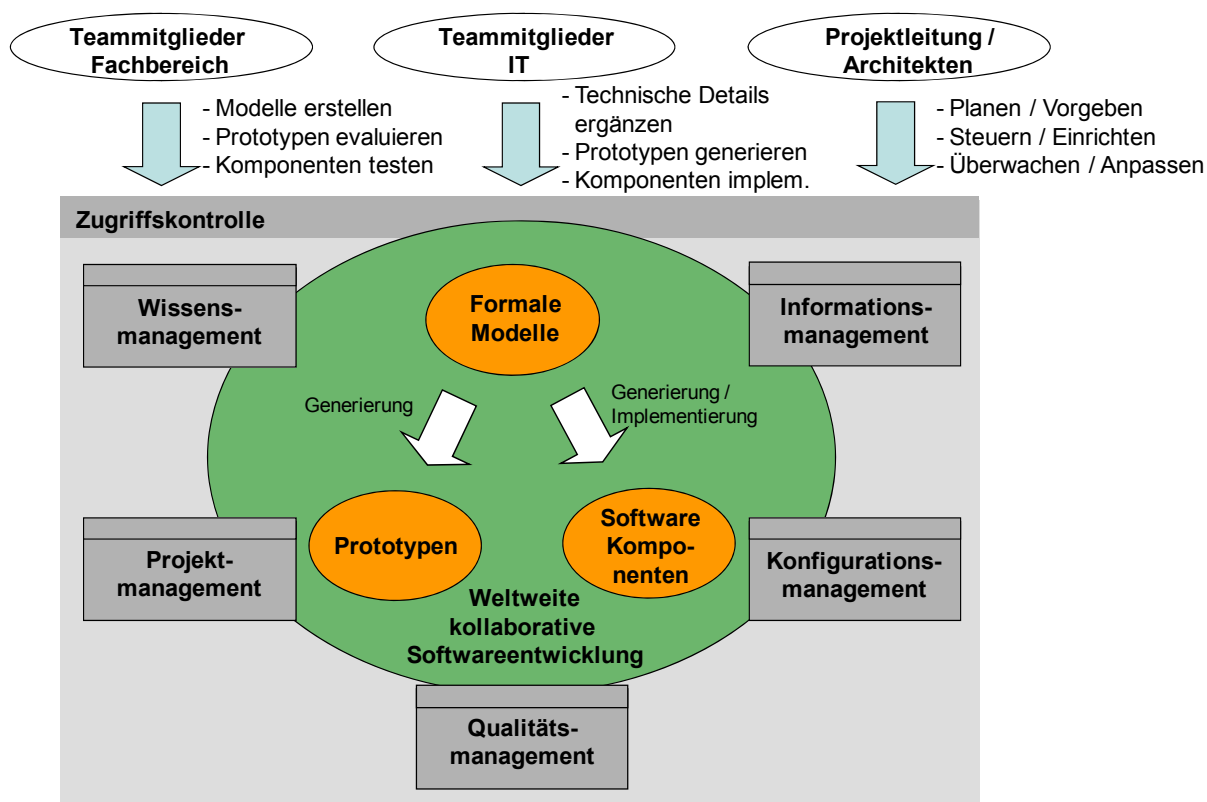 Teammitglieder
Fachbereich
Teammitglieder
IT
Projektleitung /
Architekten
- Modelle erstellen
- Prototypen evaluieren
- Komponenten testen
- Technische Details
ergänzen
- Prototypen generieren
- Komponenten implem.
- Planen / Vorgeben
- Steuern / Einrichten
- Überwachen / Anpassen
Zugriffskontrolle
Wissens-
management
Formale
Modelle
Informations-
management
Generierung
Generierung /
Implementierung
Projekt-
management
Prototypen
Software
Kompo-
nenten
Konfigurations-
management
Weltweite
kollaborative
Softwareentwicklung
Qualitäts-
management